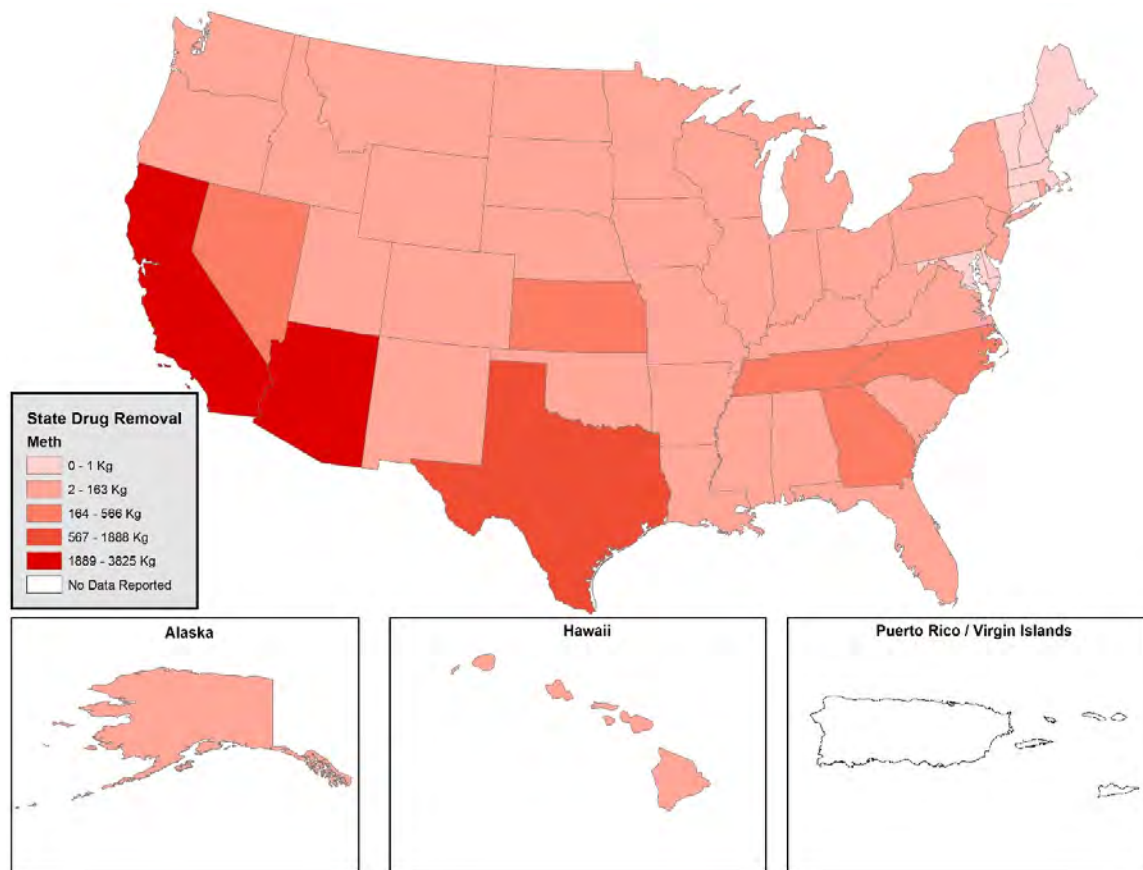 State Drug Removal
Meth
0 - 1 Kg
2 - 163 Kg
164 - 566 Kg
567 - 1888 Kg
1889 - 3825 Kg
No Data Reported
Alaska
Hawaii
Puerto Rico / Virgin Islands